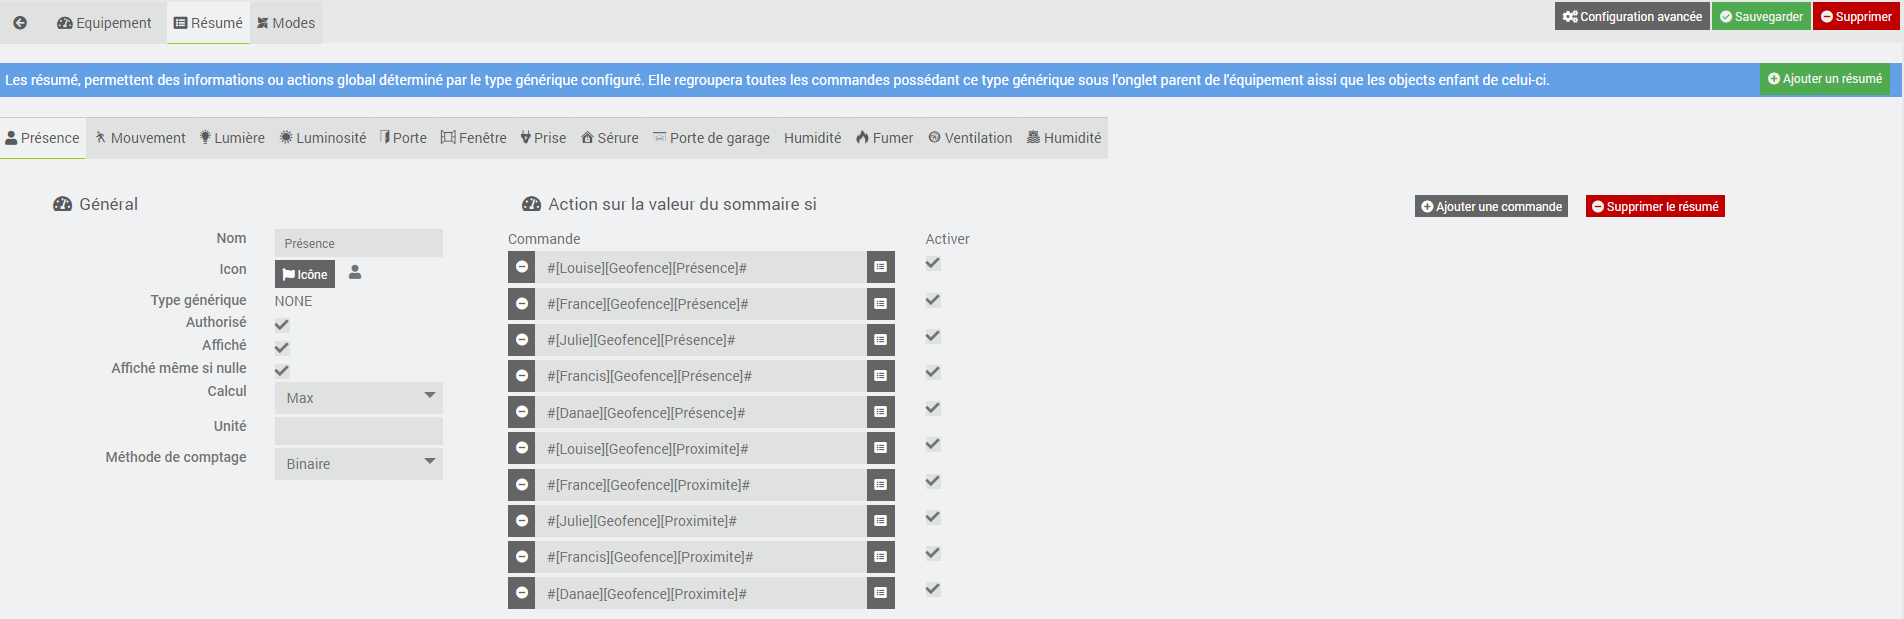 Equipement Résumé Modes Configuration avancée Sauvegarder Supprimer
Les résumé, permettent des informations ou actions global déterminé par le type générique configuré. Elle regroupera toutes les commandes possédant ce type générique sous l'onglet parent de l'équipement aissi que les objects enfant de celui-ci. Ajouter un résumé
Présence Mouvement Lumière Luminosité Porte Fenêtre Prise Sérure Porte de garage Humidité Fumer Ventilation Humidité
Général
Nom Présence
Icon Icône
Type générique NONE
Authorisé
Affiché
Affiché même si nulle
Calcul Max
Unité
Méthode de comptage Binaire
Action sur la valeur du sommaire si Ajouter une commande Supprimer le résumé
Commande Activer
#[Louise][Geofence][Présence]#
#[France][Geofence][Présence]#
#[Julie][Geofence][Présence]#
#[Francis][Geofence][Présence]#
#[Danae][Geofence][Présence]#
#[Louise][Geofence][Proximite]#
#[France][Geofence][Proximite]#
#[Julie][Geofence][Proximite]#
#[Francis][Geofence][Proximite]#
#[Danae][Geofence][Proximite]#